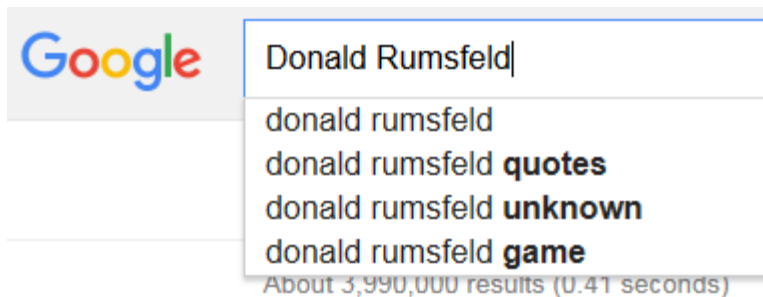 Google
Donald Rumsfeld
donald rumsfeld
donald rumsfeld quotes
donald rumsfeld unknown
donald rumsfeld game
About 3,990,000 results (0.41 seconds)